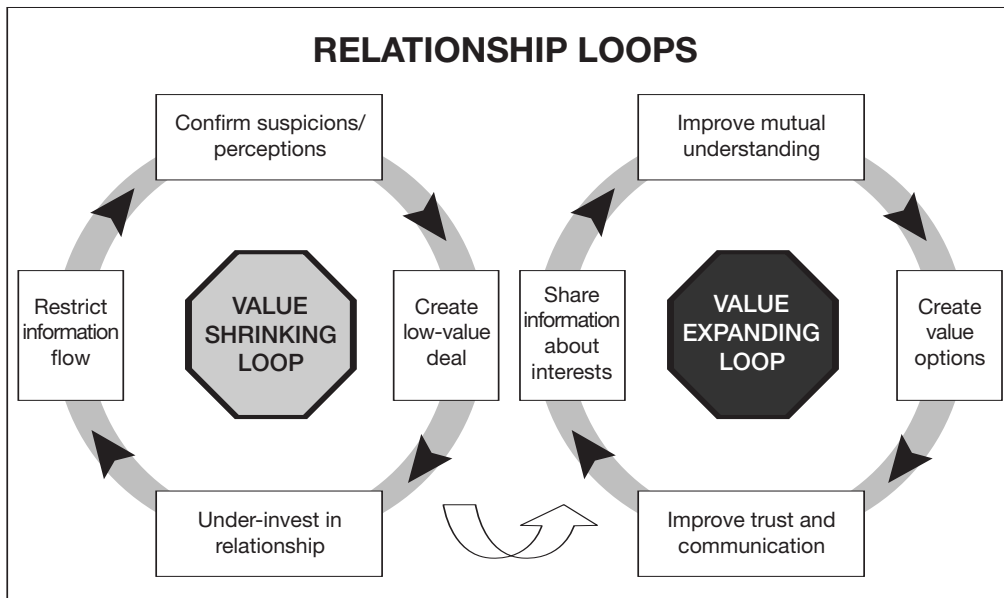 RELATIONSHIP LOOPS
Confirm suspicions/
perceptions
Restrict
information
flow
VALUE
SHRINKING
LOOP
Create
low-value
deal
Under-invest in
relationship
Improve mutual
understanding
Share
information
about
interests
VALUE
EXPANDING
LOOP
Create
value
options
Improve trust and
communication